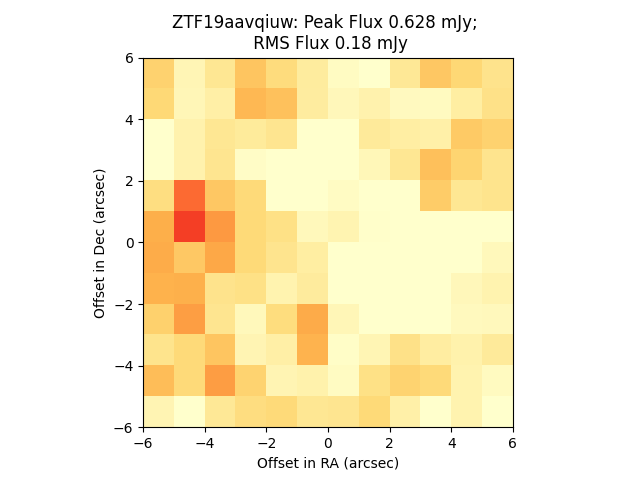 ZTF19aavqiuw: Peak Flux 0.628 mJy;
RMS Flux 0.18 mJy
6
4
2
0
−2
−4
−6
Offset in Dec (arcsec)
−6 −4 −2 0 2 4 6
Offset in RA (arcsec)